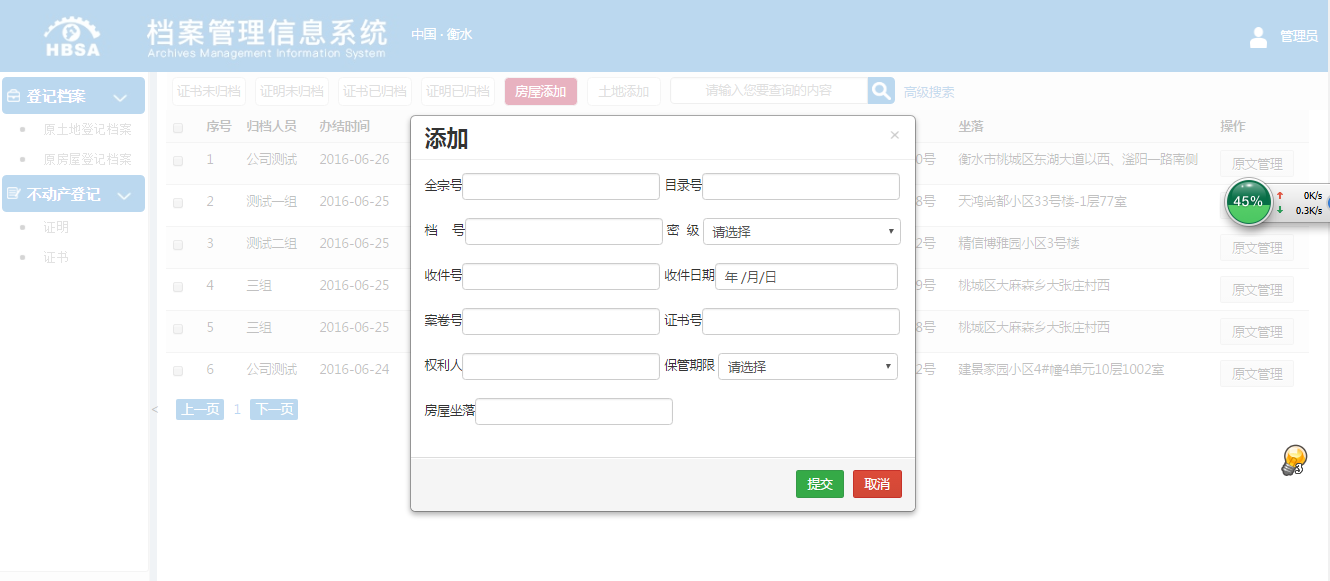 HBSA
档案管理信息系统
Archives Management Information System
中国 · 衡水
管理员
登记档案
原土地登记档案
原房屋登记档案
不动产登记
证明
证书
证书未归档 证明未归档 证书已归档 证明已归档 房屋添加 土地添加 请输入您要查询的内容 高级搜索
序号 归档人员 办结时间 坐落 操作
1 公司测试 2016-06-26 0号 衡水市桃城区东湖大道以西、滏阳一路南侧 原文管理
2 测试一组 2016-06-25 8号 天鸿尚都小区33号楼-1层77室
3 测试二组 2016-06-25 2号 精信博雅园小区3号楼 原文管理
4 三组 2016-06-25 9号 桃城区大麻森乡大张庄村西 原文管理
5 三组 2016-06-25 8号 桃城区大麻森乡大张庄村西 原文管理
6 公司测试 2016-06-24 2号 建景家园小区4#幢4单元10层1002室 原文管理
< 上一页 1 下一页
添加 ×
全宗号 目录号
档 号 密 级 请选择
收件号 收件日期 年 /月/日
案卷号 证书号
权利人 保管期限 请选择
房屋坐落
提交 取消
45% ↑ 0K/s
↓ 0.3K/s
3